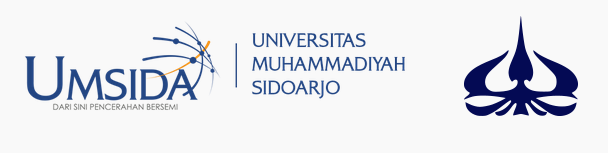 UMSIDA
DARI SINI PENCERAHAN BERSEMI
UNIVERSITAS
MUHAMMADIYAH
SIDOARJO